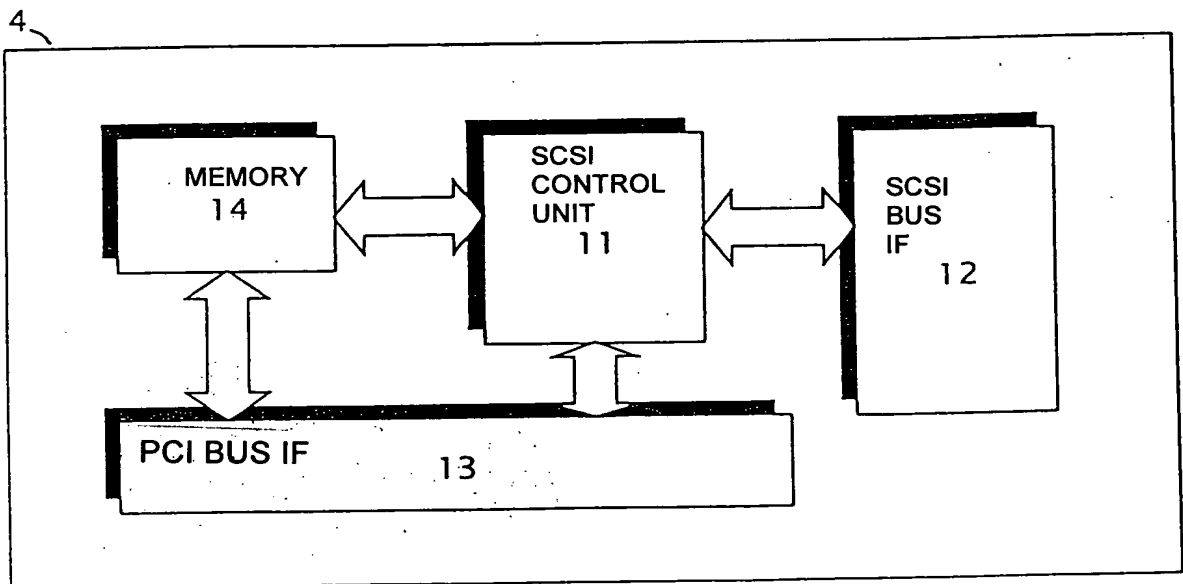 4
MEMORY
14
SCSI
CONTROL
UNIT
11
SCSI
BUS
IF
12
PCI BUS IF
13